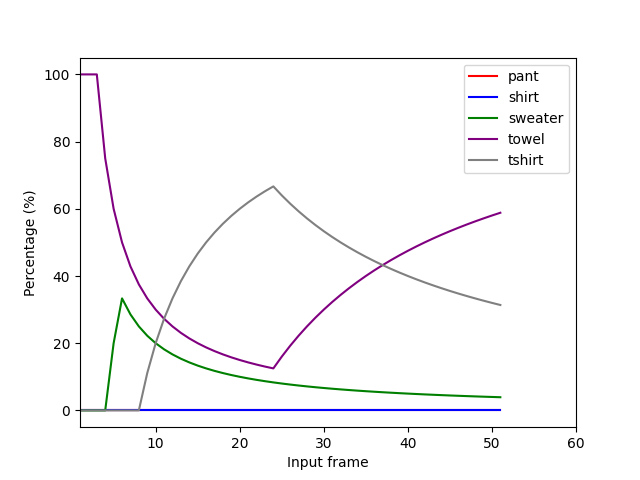 pant
shirt
sweater
towel
tshirt
Percentage (%)
100
80
60
40
20
0
10 20 30 40 50 60
Input frame